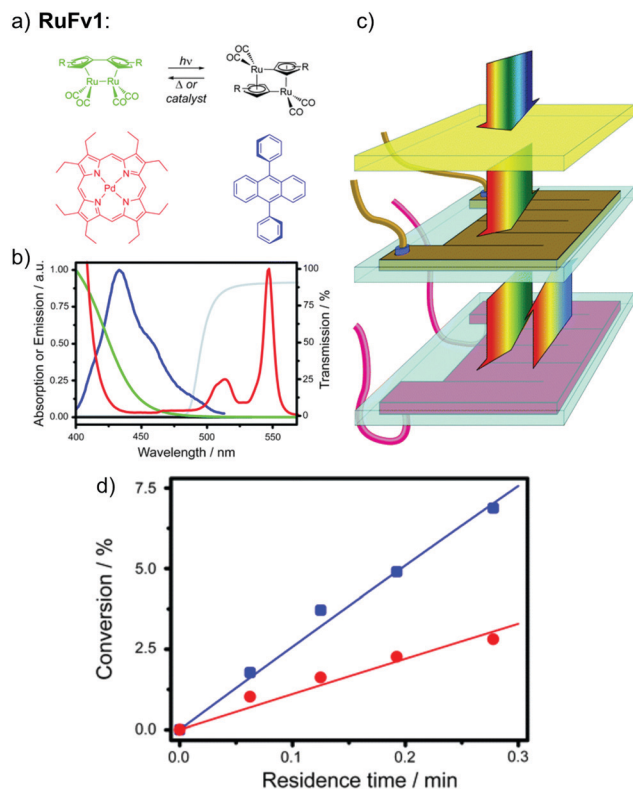 a) RuFv1:
R R
Ru-Ru
OC CO
OC CO
hν
Δ or
catalyst
OC
OC
Ru R
R Ru
CO
OC
N N
Pd
N N
b)
Absorption or Emission / a.u.
1.00
0.75
0.50
0.25
0.00
400 450 500 550
Wavelength / nm
100
75
50
25
0
Transmission / %
c)
d)
Conversion / %
7.5
5.0
2.5
0.0
0.0 0.1 0.2 0.3
Residence time / min